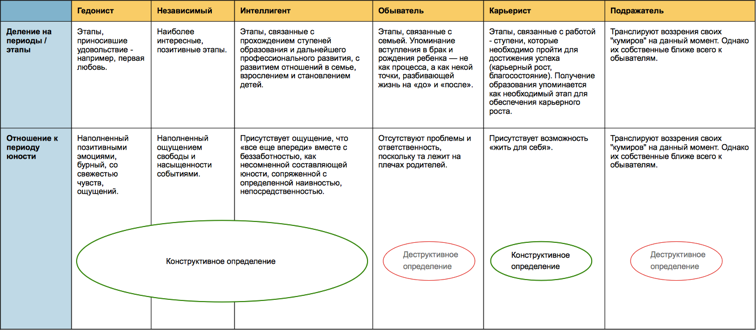 Гедонист
Независимый
Интеллигент
Обыватель
Карьерист
Подражатель
Деление на
периоды /
этапы
Этапы,
приносившие
удовольствие -
например, первая
любовь.
Наиболее
интересные,
позитивные этапы.
Этапы, связанные с
прохождением ступеней
образования и дальнейшего
профессионального развития, с
развитием отношений в семье,
взрослением и становлением
детей.
Этапы, связанные с
семьей. Упоминание
вступления в брак и
рождения ребенка — не
как процесса, а как некой
точки, разбивающей
жизнь на «до» и «после».
Этапы, связанные с работой
- ступени, которые
необходимо пройти для
достижения успеха
(карьерный рост,
благосостояние). Получение
образования упоминается
как необходимый этап для
обеспечения карьерного
роста.
Транслируют воззрения своих
"кумиров" на данный момент. Однако
их собственные ближе всего к
обывателям.
Отношение к
периоду
юности
Наполненный
позитивными
эмоциями,
бурный, со
свежестью
чувств,
ощущений.
Наполненный
ощущением
свободы и
насыщенности
событиями.
Присутствует ощущение, что
«все еще впереди» вместе с
беззаботностью, как
несомненной составляющей
юности, сопряженной с
определенной наивностью,
непосредственностью.
Отсутствуют проблемы и
ответственность,
поскольку та лежит на
плечах родителей.
Присутствует возможность
«жить для себя».
Транслируют воззрения своих
"кумиров" на данный момент. Однако
их собственные ближе всего к
обывателям.
Конструктивное определение
Деструктивное
определение
Конструктивное
определение
Деструктивное
определение